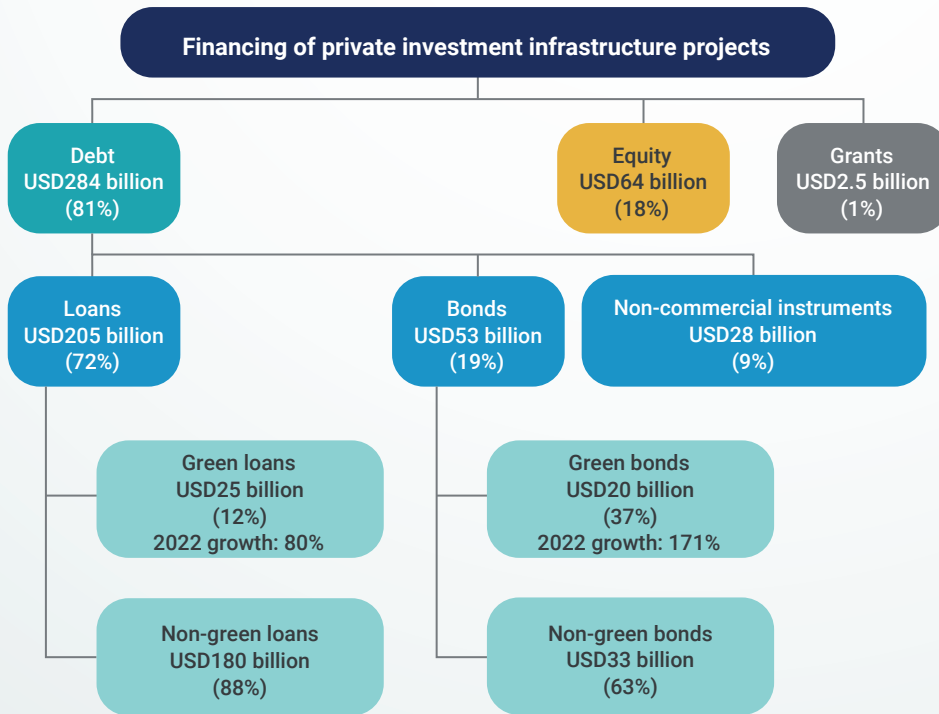 Financing of private investment infrastructure projects
Debt
USD284 billion
(81%)
Equity
USD64 billion
(18%)
Grants
USD2.5 billion
(1%)
Loans
USD205 billion
(72%)
Bonds
USD53 billion
(19%)
Non-commercial instruments
USD28 billion
(9%)
Green loans
USD25 billion
(12%)
2022 growth: 80%
Green bonds
USD20 billion
(37%)
2022 growth: 171%
Non-green loans
USD180 billion
(88%)
Non-green bonds
USD33 billion
(63%)